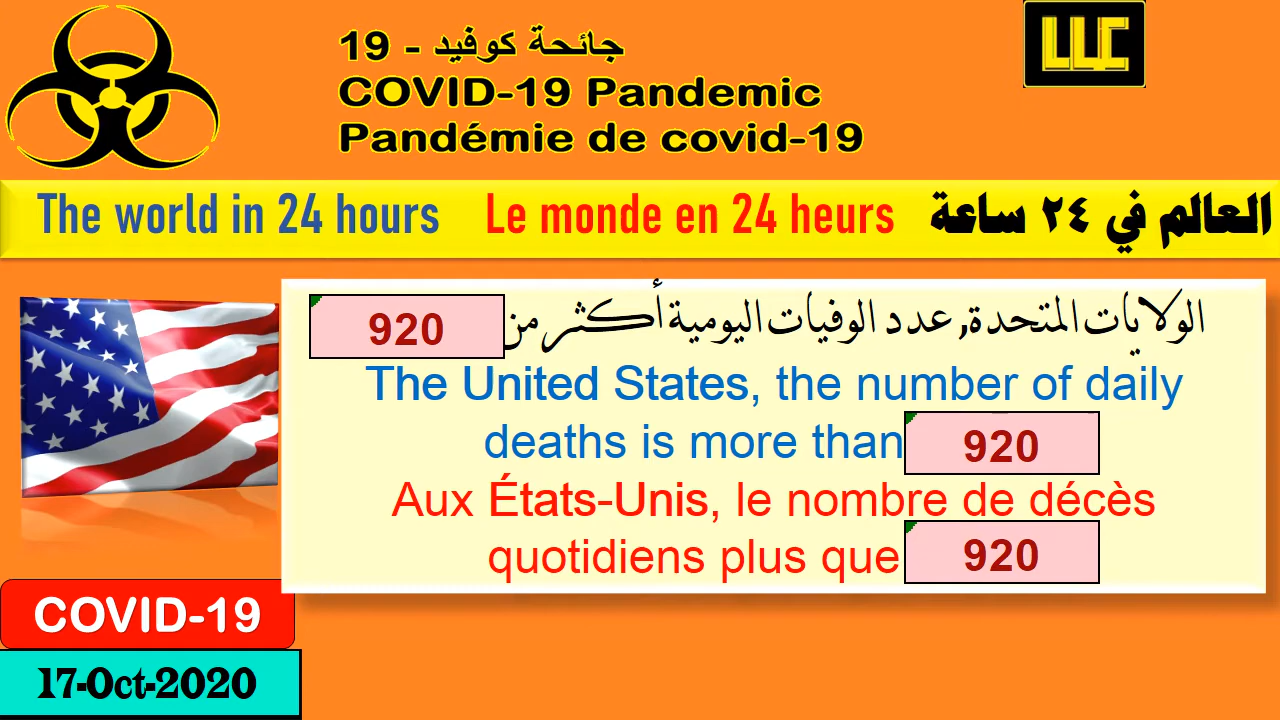 جائحة كوفيد - 19
COVID-19 Pandemic
Pandémie de covid-19
LLC
The world in 24 hours Le monde en 24 heurs العالم في ٢٤ ساعة
الولايات المتحدة, عدد الوفيات اليومية أكثر من 920
The United States, the number of daily
deaths is more than 920
Aux États-Unis, le nombre de décès
quotidiens plus que 920
COVID-19
17-Oct-2020